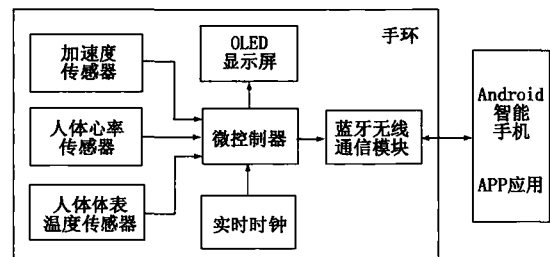 手环
加速度
传感器
OLED
显示屏
人体心率
传感器
微控制器
蓝牙无线
通信模块
Android
智能
手机
APP应用
人体体表
温度传感器
实时时钟